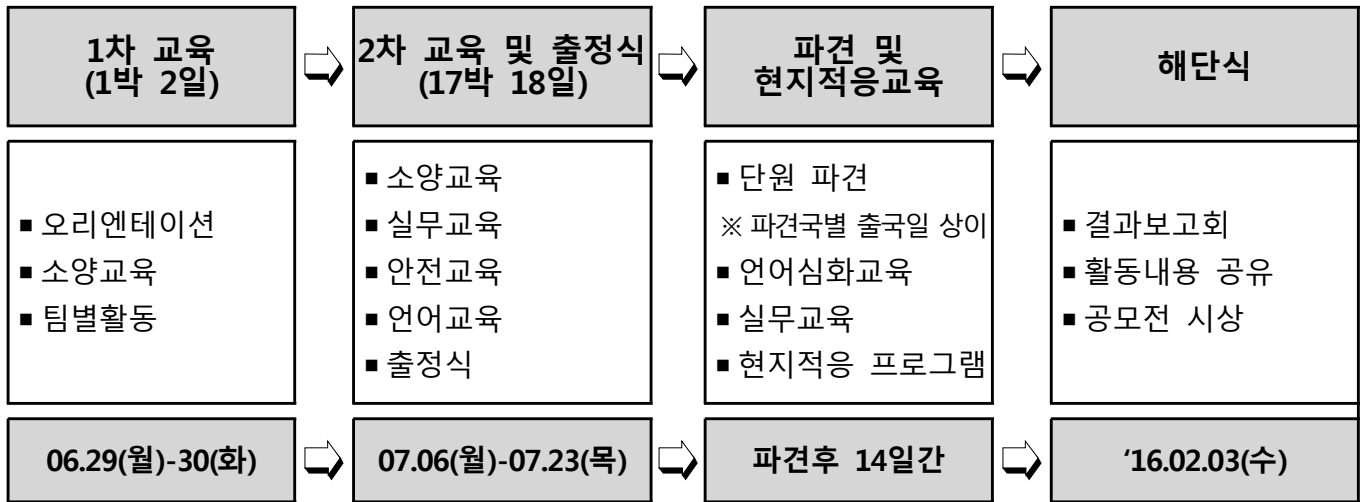 1차 교육
(1박 2일)
2차 교육 및 출정식
(17박 18일)
파견 및
현지적응교육
해단식
■ 오리엔테이션
■ 소양교육
■ 팀별활동
■ 소양교육
■ 실무교육
■ 안전교육
■ 언어교육
■ 출정식
■ 단원 파견
※ 파견국별 출국일 상이
■ 언어심화교육
■ 실무교육
■ 현지적응 프로그램
■ 결과보고회
■ 활동내용 공유
■ 공모전 시상
06.29(월)-30(화)
07.06(월)-07.23(목)
파견후 14일간
‘16.02.03(수)